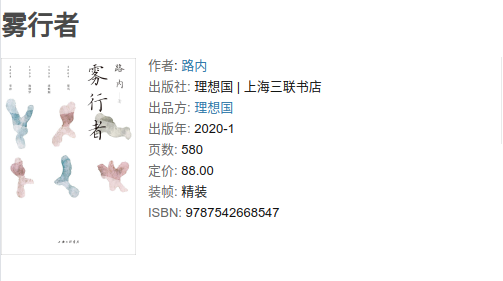 雾行者
作者: 路内
出版社: 理想国 | 上海三联书店
出品方: 理想国
出版年: 2020-1
页数: 580
定价: 88.00
装帧: 精装
ISBN: 9787542668547
路内
雾行者